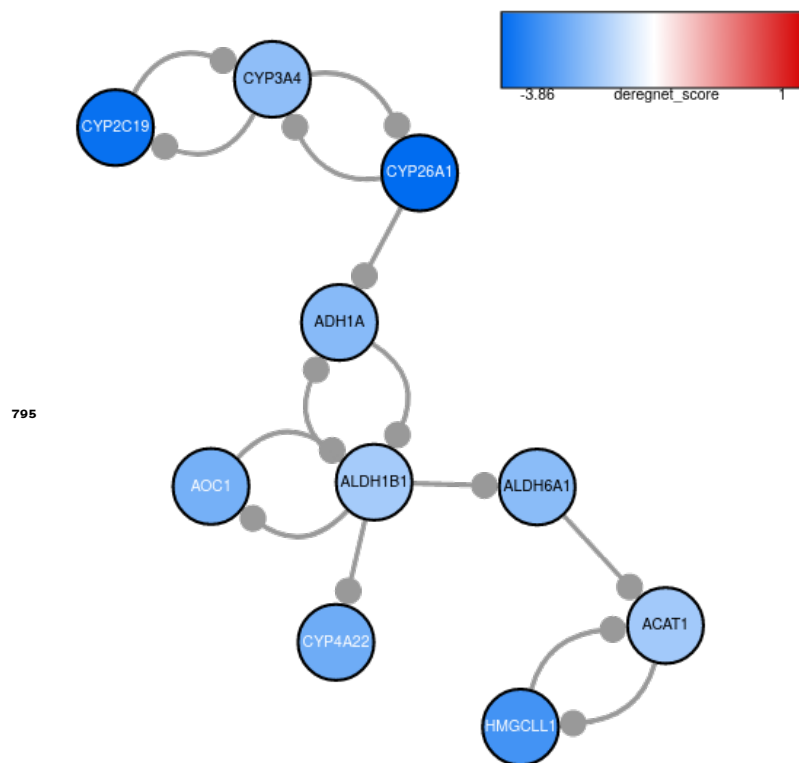 CYP3A4
-3.86 deregnet_score 1
CYP2C19
CYP26A1
ADH1A
795
AOC1
ALDH1B1
ALDH6A1
CYP4A22
ACAT1
HMGCLL1